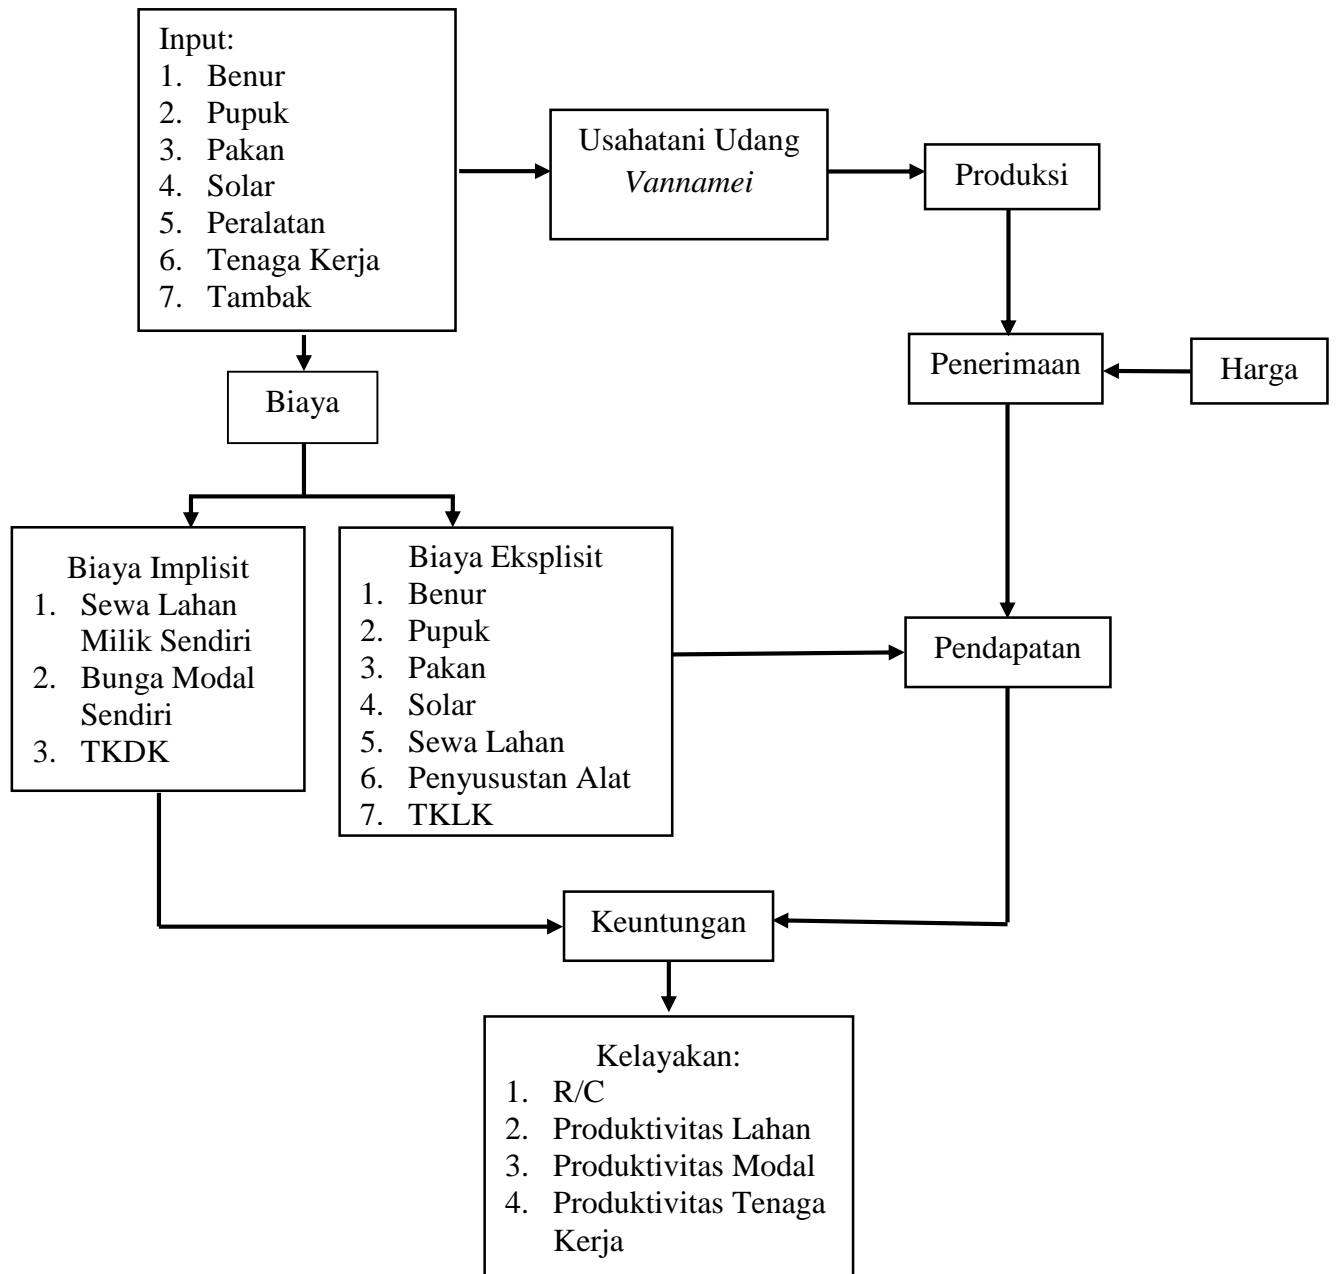 Input:
1. Benur
2. Pupuk
3. Pakan
4. Solar
5. Peralatan
6. Tenaga Kerja
7. Tambak
Usahatani Udang
Vannamei
Produksi
Penerimaan
Harga
Biaya
Biaya Implisit
1. Sewa Lahan
Milik Sendiri
2. Bunga Modal
Sendiri
3. TKDK
Biaya Eksplisit
1. Benur
2. Pupuk
3. Pakan
4. Solar
5. Sewa Lahan
6. Penyusustan Alat
7. TKLK
Pendapatan
Keuntungan
Kelayakan:
1. R/C
2. Produktivitas Lahan
3. Produktivitas Modal
4. Produktivitas Tenaga
Kerja